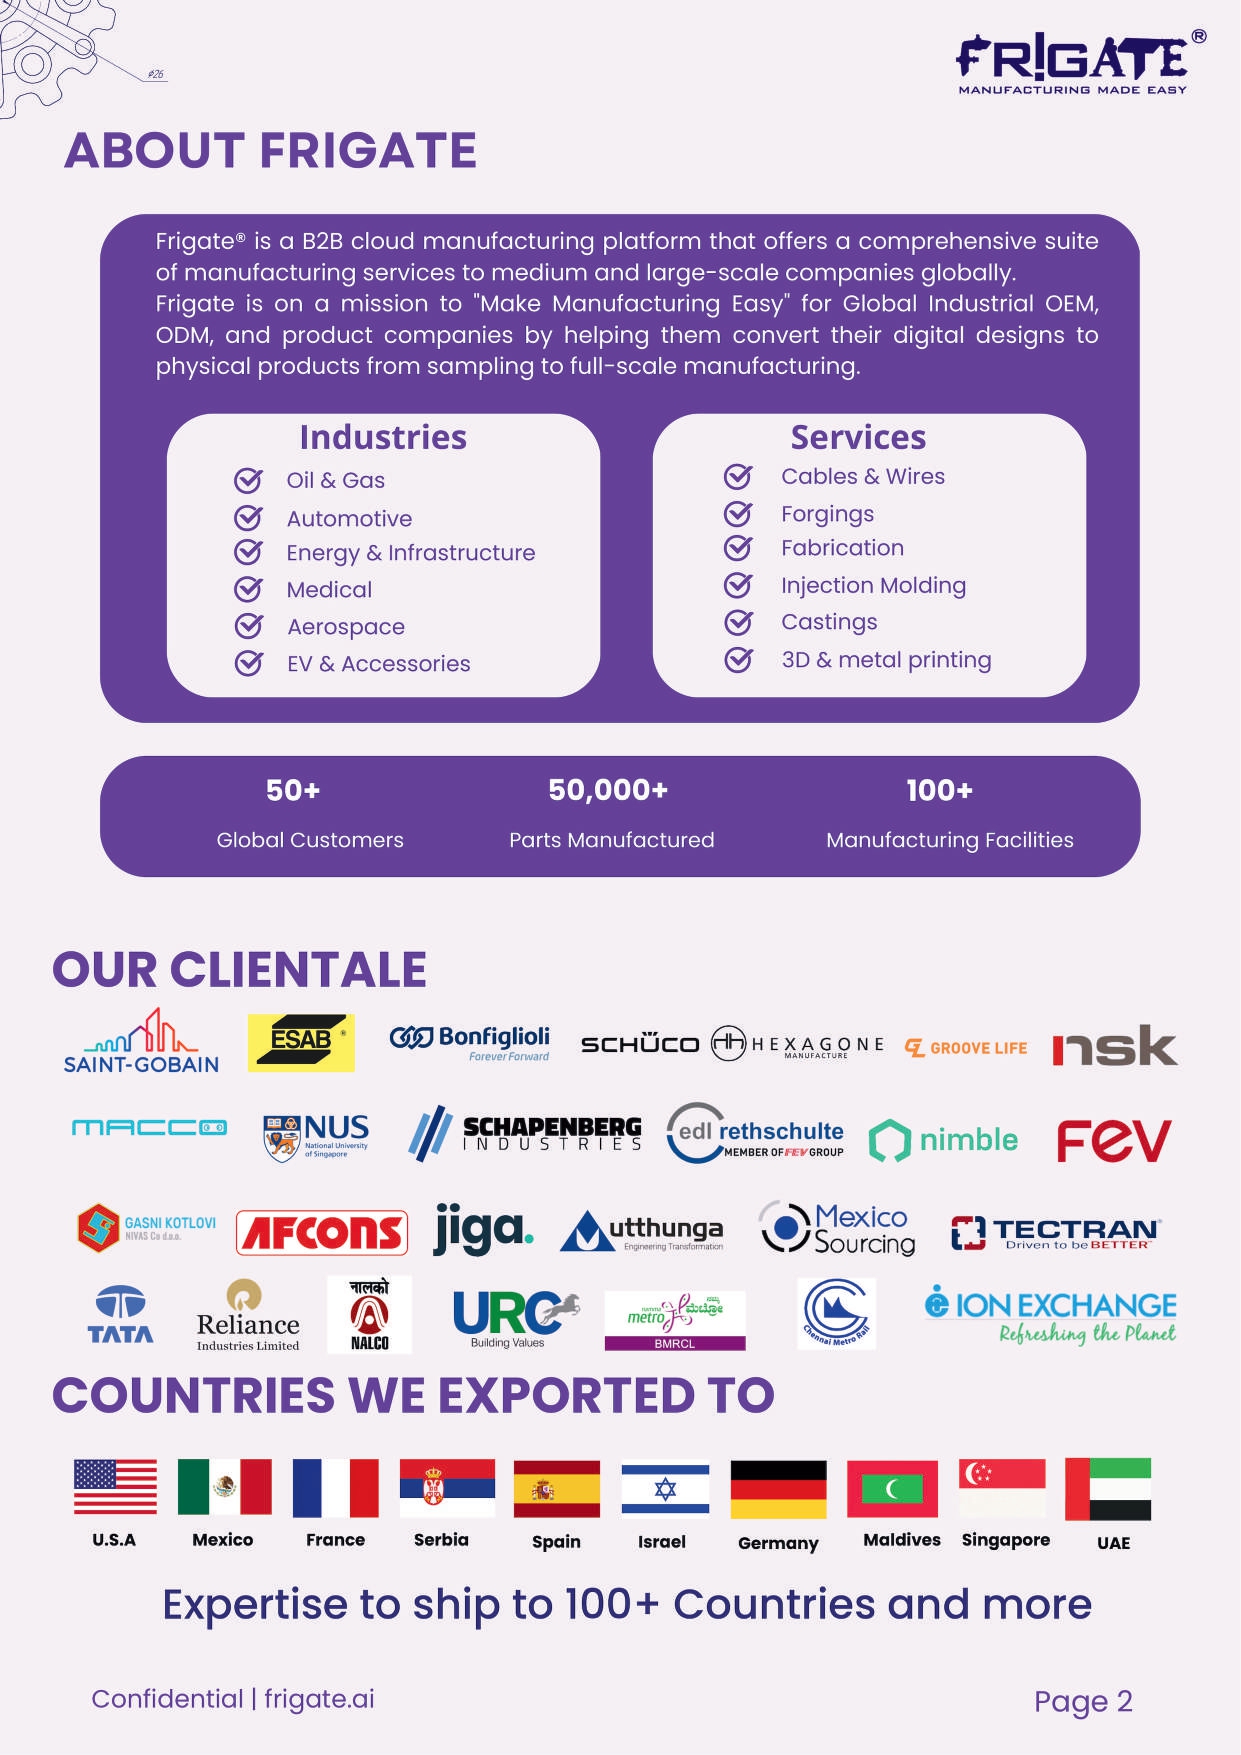 ⌀26
FR!GATE®
MANUFACTURING MADE EASY
ABOUT FRIGATE
Frigate® is a B2B cloud manufacturing platform that offers a comprehensive suite
of manufacturing services to medium and large-scale companies globally.
Frigate is on a mission to "Make Manufacturing Easy" for Global Industrial OEM,
ODM, and product companies by helping them convert their digital designs to
physical products from sampling to full-scale manufacturing.
Industries
Oil & Gas
Automotive
Energy & Infrastructure
Medical
Aerospace
EV & Accessories
Services
Cables & Wires
Forgings
Fabrication
Injection Molding
Castings
3D & metal printing
50+
Global Customers
50,000+
Parts Manufactured
100+
Manufacturing Facilities
OUR CLIENTALE
SAINT-GOBAIN
ESAB ®
Bonfiglioli
Forever Forward
SCHÜCO
HEXAGONE
MANUFACTURE
GROOVE LIFE
nsk
MACCO
NUS
National University
of Singapore
SCHAPENBERG
INDUSTRIES
edl rethschulte
MEMBER OF FEV GROUP
nimble
FEV
GASNI KOTLOVI
NIVAS Co d.o.o.
AFCONS
jiga.
utthunga
Engineering Transformation
Mexico
Sourcing
TECTRAN
Driven to be BETTER
TATA
Reliance
Industries Limited
नालको
NALCO
URC
Building Values
namma
metro
ನಮ್ಮ
ಮೆಟ್ರೋ
BMRCL
Chennai Metro Rail
ION EXCHANGE
Refreshing the Planet
COUNTRIES WE EXPORTED TO
U.S.A
Mexico
France
Serbia
Spain
Israel
Germany
Maldives
Singapore
UAE
Expertise to ship to 100+ Countries and more
Confidential | frigate.ai
Page 2